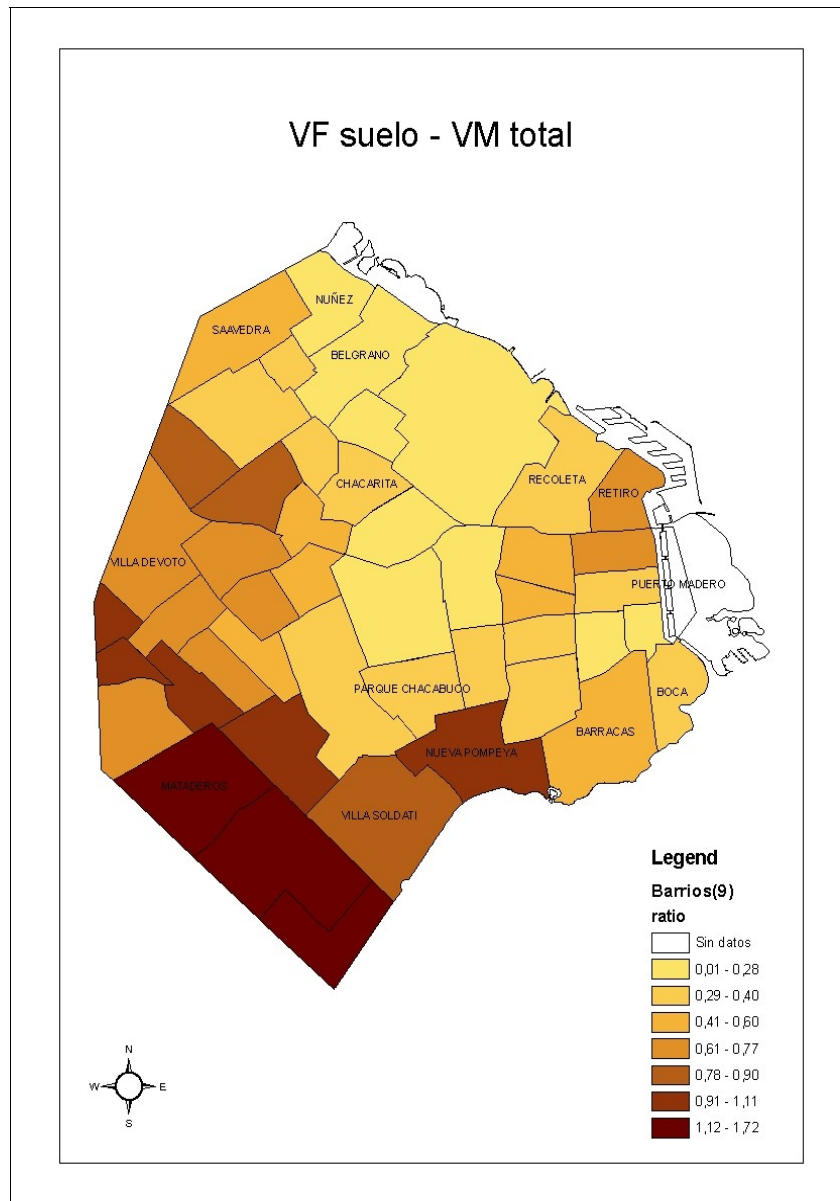 VF suelo - VM total
NUÑEZ
SAAVEDRA
BELGRANO
CHACARITA
RECOLETA
RETIRO
VILLA DEVOTO
PUERTO MADERO
PARQUE CHACABUCO
BOCA
BARRACAS
NUEVA POMPEYA
MATADEROS
VILLA SOLDATI
Legend
Barrios(9)
ratio
Sin datos
0,01 - 0,28
0,29 - 0,40
0,41 - 0,60
0,61 - 0,77
0,78 - 0,90
0,91 - 1,11
1,12 - 1,72
N
W E
S